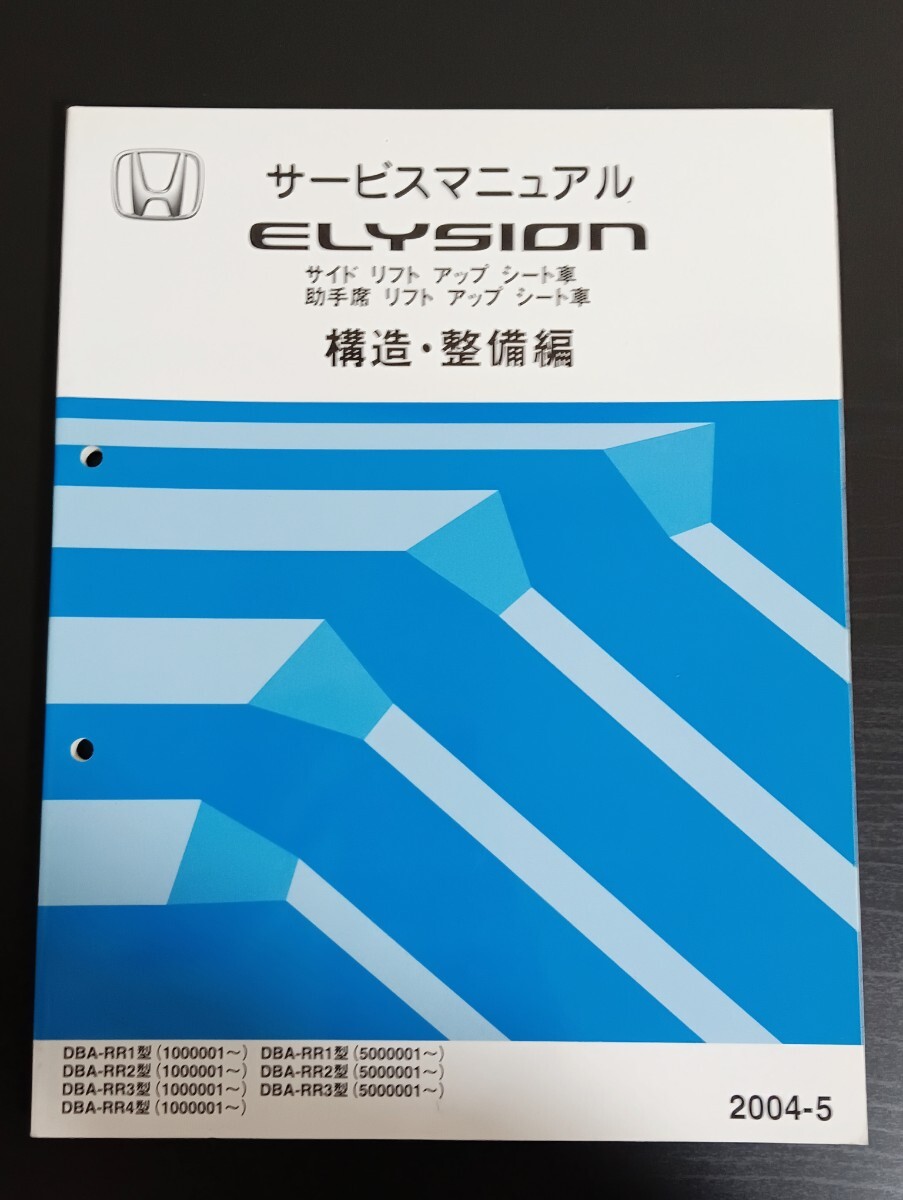 サービスマニュアル
ELYSION
サイド リフト アップ シート車
助手席 リフト アップ シート車
構造・整備編
DBA-RR1型(1000001～) DBA-RR1型(5000001～)
DBA-RR2型(1000001～) DBA-RR2型(5000001～)
DBA-RR3型(1000001～) DBA-RR3型(5000001～)
DBA-RR4型(1000001～)
2004-5